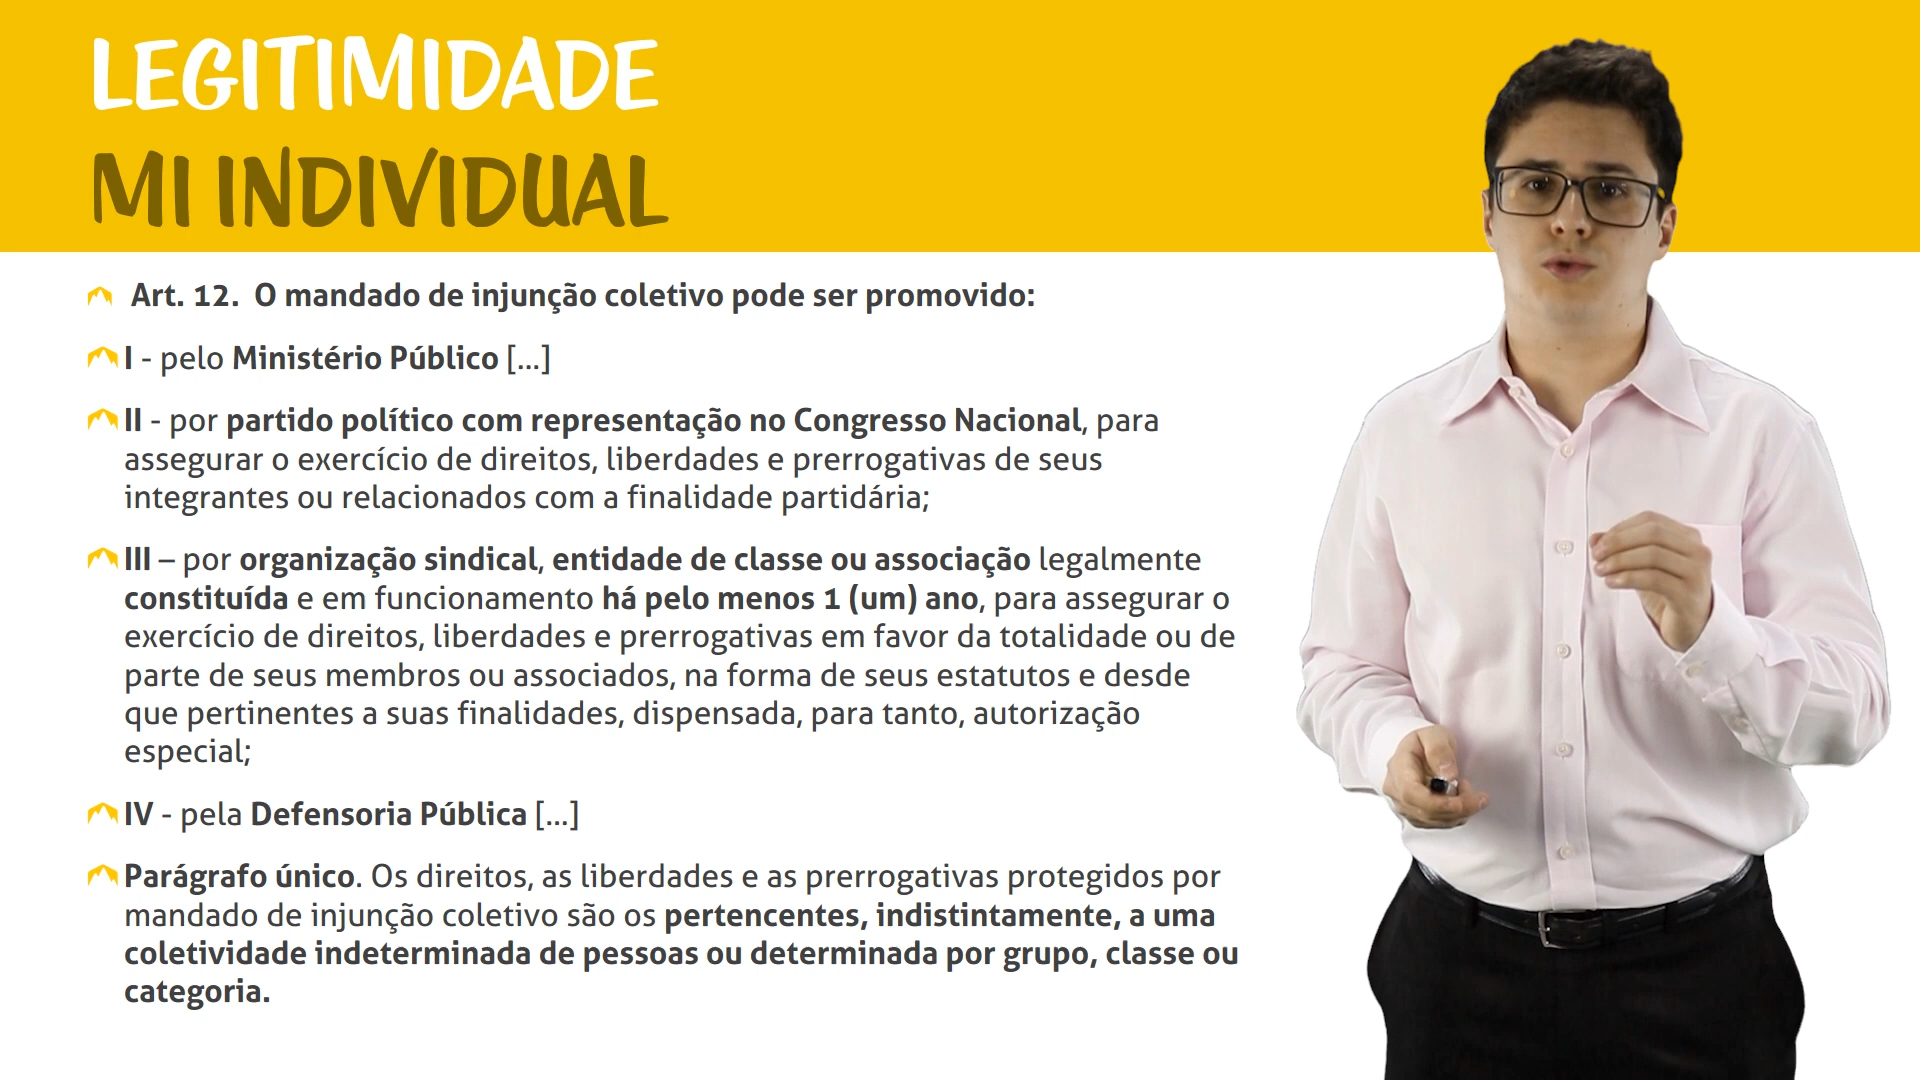 LEGITIMIDADE
MI INDIVIDUAL
Art. 12. O mandado de injunção coletivo pode ser promovido:
I - pelo Ministério Público [...]
II - por partido político com representação no Congresso Nacional, para
assegurar o exercício de direitos, liberdades e prerrogativas de seus
integrantes ou relacionados com a finalidade partidária;
III – por organização sindical, entidade de classe ou associação legalmente
constituída e em funcionamento há pelo menos 1 (um) ano, para assegurar o
exercício de direitos, liberdades e prerrogativas em favor da totalidade ou de
parte de seus membros ou associados, na forma de seus estatutos e desde
que pertinentes a suas finalidades, dispensada, para tanto, autorização
especial;
IV - pela Defensoria Pública [...]
Parágrafo único. Os direitos, as liberdades e as prerrogativas protegidos por
mandado de injunção coletivo são os pertencentes, indistintamente, a uma
coletividade indeterminada de pessoas ou determinada por grupo, classe ou
categoria.